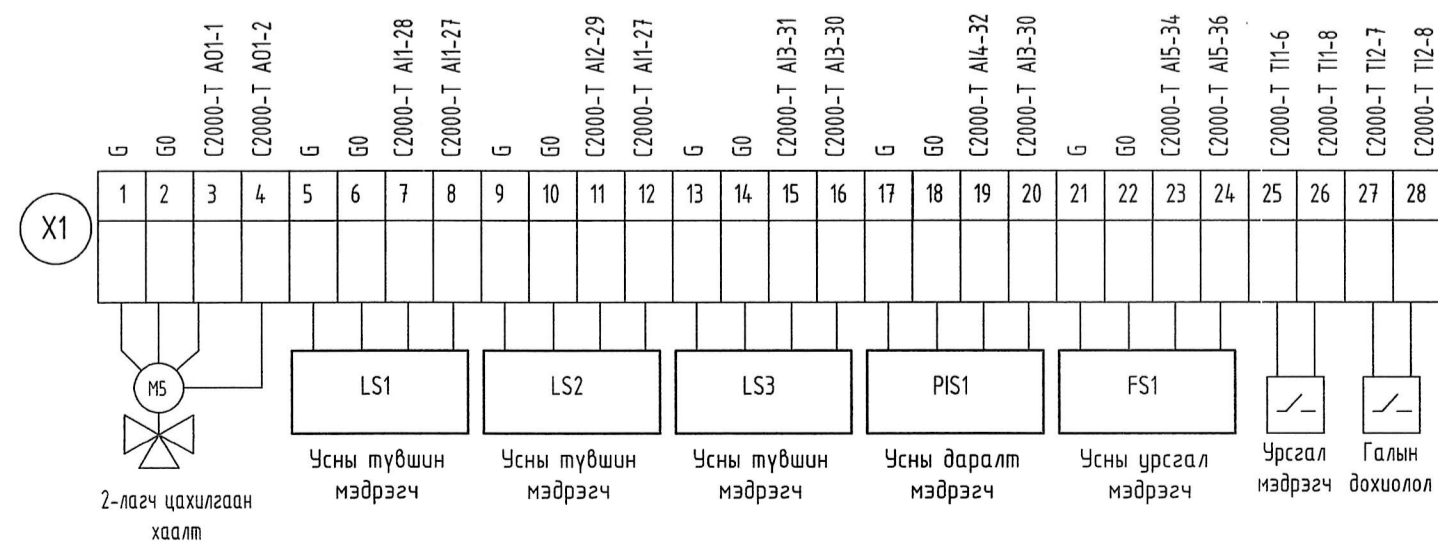 G
G0
C2000-T AO1-1
C2000-T AO1-2
G
G0
C2000-T AI1-28
C2000-T AI1-27
G
G0
C2000-T AI2-29
C2000-T AI1-27
G
G0
C2000-T AI3-31
C2000-T AI3-30
G
G0
C2000-T AI4-32
C2000-T AI3-30
G
G0
C2000-T AI5-34
C2000-T AI5-36
C2000-T TI1-6
C2000-T TI1-8
C2000-T TI2-7
C2000-T TI2-8
X1
1 2 3 4 5 6 7 8 9 10 11 12 13 14 15 16 17 18 19 20 21 22 23 24 25 26 27 28
M5
LS1
LS2
LS3
PIS1
FS1
2-лагч цахилгаан
хаалт
Усны түвшин
мэдрэгч
Усны түвшин
мэдрэгч
Усны түвшин
мэдрэгч
Усны даралт
мэдрэгч
Усны урсгал
мэдрэгч
Урсгал
мэдрэгч
Галын
дохиолол